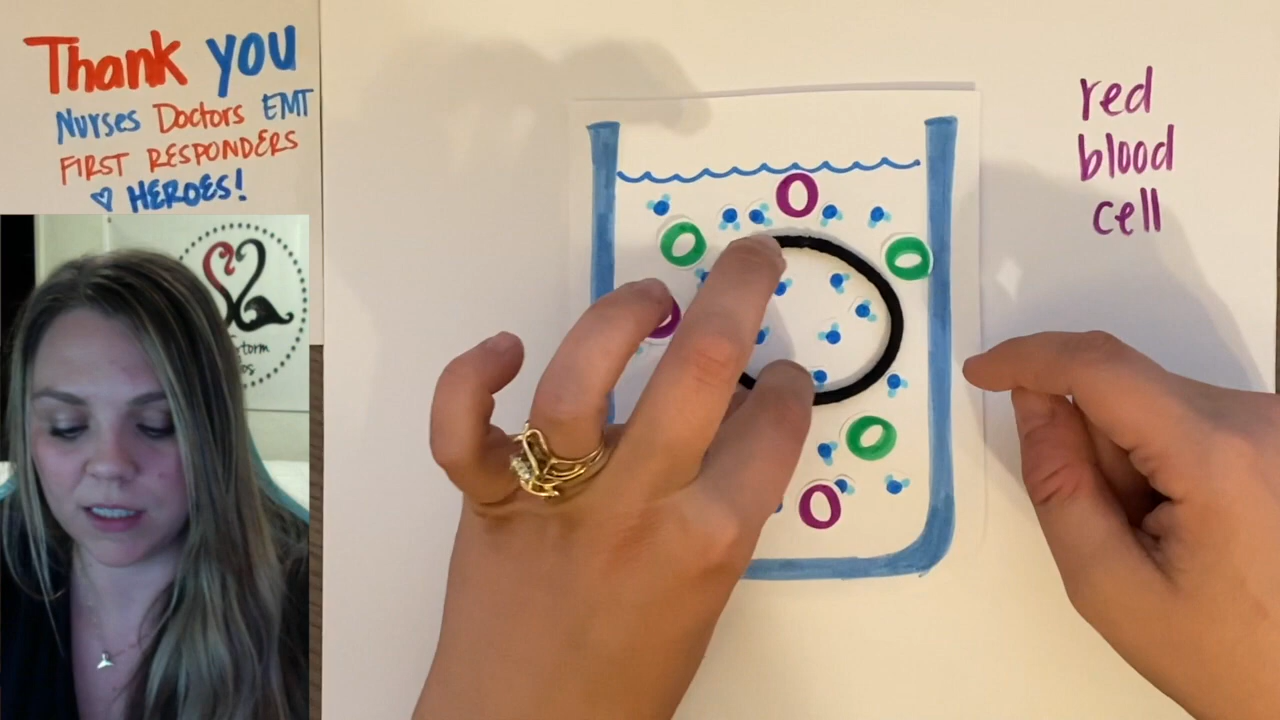 Thank you
Nurses Doctors EMT
FIRST RESPONDERS
♡ HEROES!
red
blood
cell